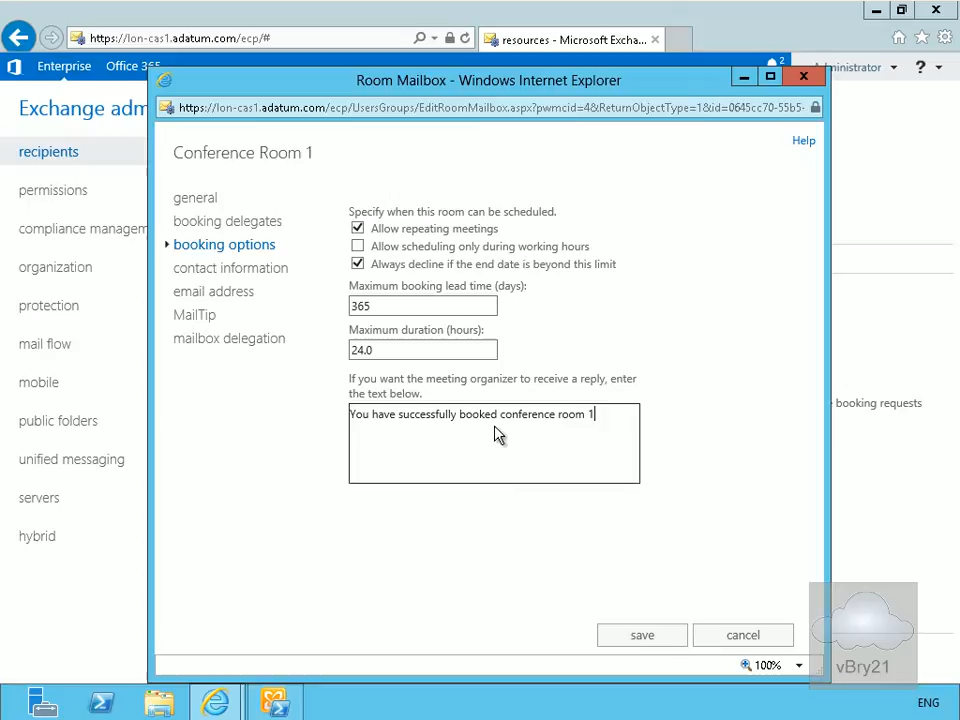 https://lon-cas1.adatum.com/ecp/#
resources - Microsoft Excha...
Enterprise
Office 365
2
Administrator
?
Exchange adm
recipients
permissions
compliance managem
organization
protection
mail flow
mobile
public folders
unified messaging
servers
hybrid
booking requests
Room Mailbox - Windows Internet Explorer
https://lon-cas1.adatum.com/ecp/UsersGroups/EditRoomMailbox.aspx?pwmcid=4&ReturnObjectType=1&id=0645cc70-55b5-
Help
Conference Room 1
general
booking delegates
booking options
contact information
email address
MailTip
mailbox delegation
Specify when this room can be scheduled.
Allow repeating meetings
Allow scheduling only during working hours
Always decline if the end date is beyond this limit
Maximum booking lead time (days):
365
Maximum duration (hours):
24.0
If you want the meeting organizer to receive a reply, enter
the text below.
You have successfully booked conference room 1
save
cancel
100%
vBry21
ENG